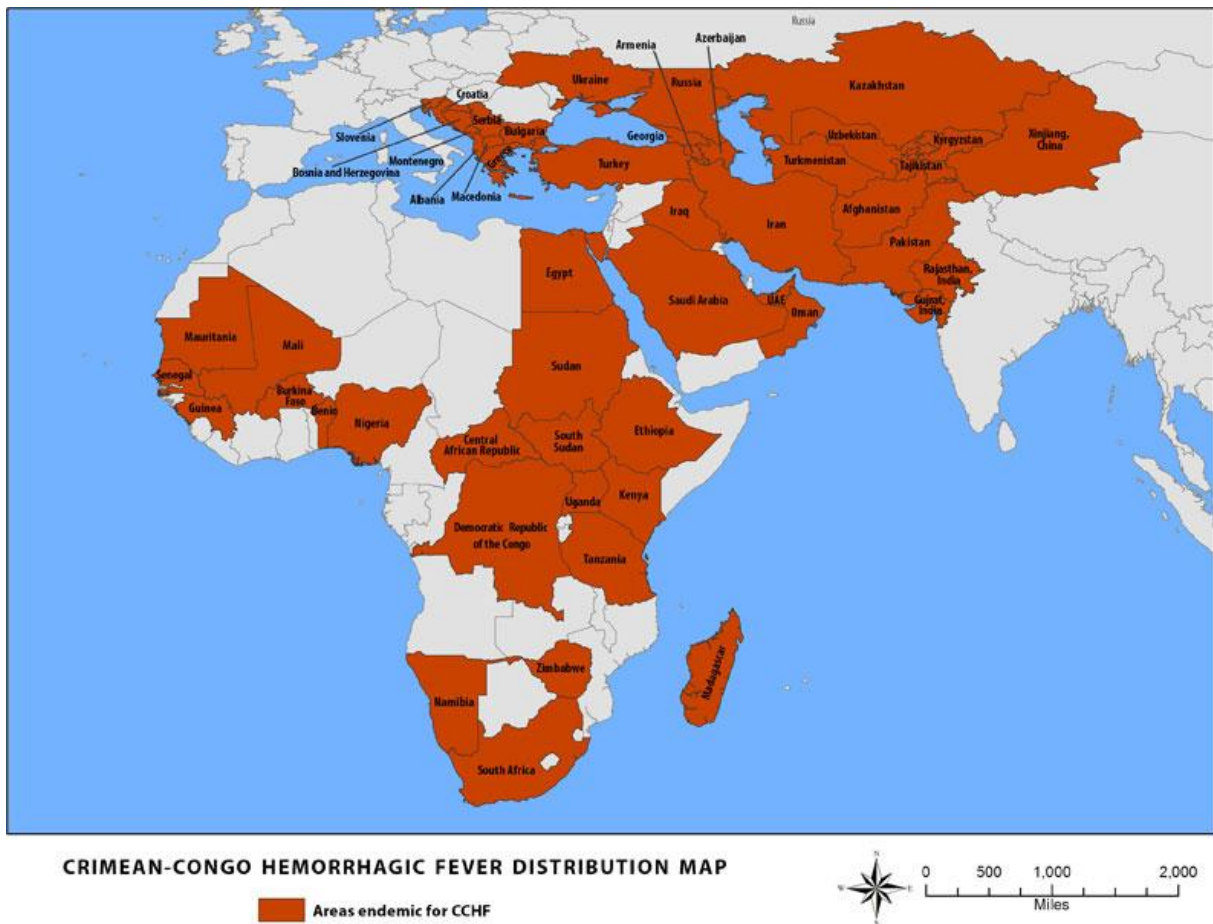 Russia
Armenia
Azerbaijan
Ukraine
Russia
Kazakhstan
Croatia
Slovenia
Serbia
Bulgaria
Georgia
Uzbekistan
Kyrgyzstan
Xinjiang,
China
Bosnia and Herzegovina
Montenegro
Greece
Turkey
Turkmenistan
Tajikistan
Albania
Macedonia
Iraq
Iran
Afghanistan
Pakistan
Egypt
Saudi Arabia
UAE
Oman
Rajasthan,
India
Gujrat,
India
Mauritania
Mali
Sudan
Senegal
Guinea
Burkina
Faso
Benin
Nigeria
Central
African Republic
South
Sudan
Ethiopia
Uganda
Kenya
Democratic Republic
of the Congo
Tanzania
Zimbabwe
Madagascar
Namibia
South Africa
CRIMEAN-CONGO HEMORRHAGIC FEVER DISTRIBUTION MAP
Areas endemic for CCHF
N
W
E
S
0 500 1,000 2,000
Miles